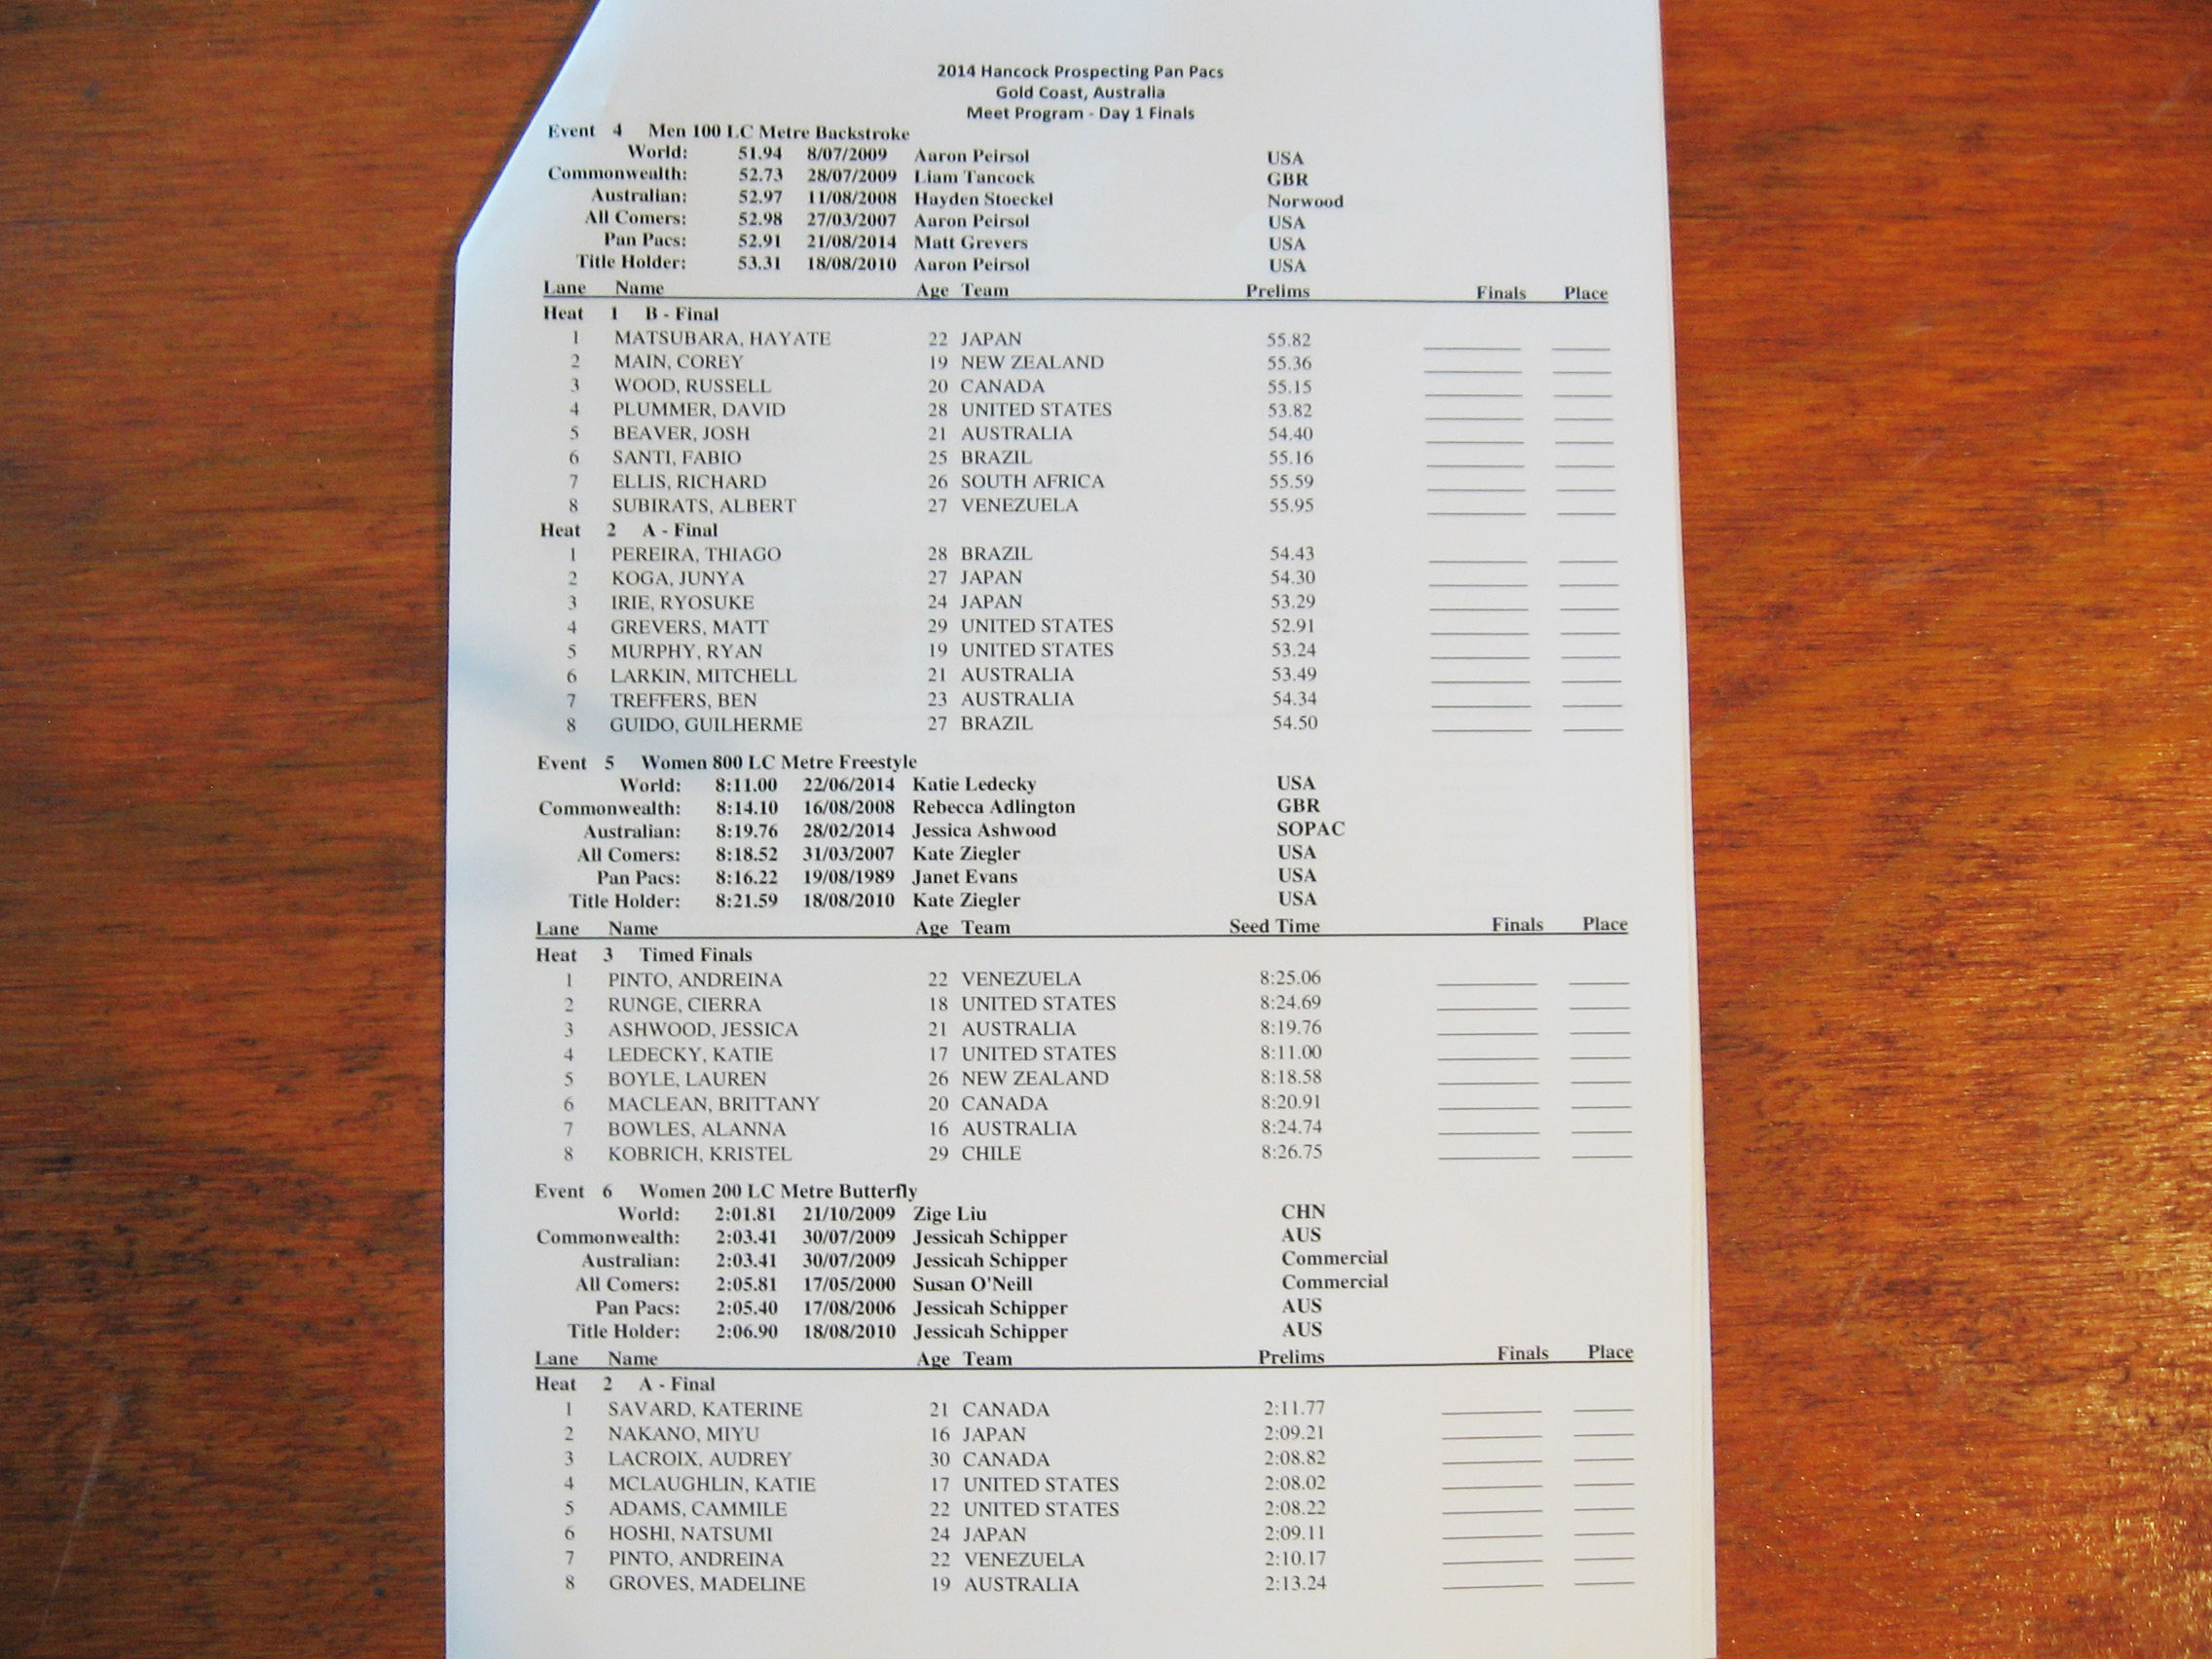 2014 Hancock Prospecting Pan Pacs
Gold Coast, Australia
Meet Program - Day 1 Finals
Event 4 Men 100 LC Metre Backstroke
World: 51.94 8/07/2009 Aaron Peirsol USA
Commonwealth: 52.73 28/07/2009 Liam Tancock GBR
Australian: 52.97 11/08/2008 Hayden Stoeckel Norwood
All Comers: 52.98 27/03/2007 Aaron Peirsol USA
Pan Pacs: 52.91 21/08/2014 Matt Grevers USA
Title Holder: 53.31 18/08/2010 Aaron Peirsol USA
Lane Name Age Team Prelims Finals Place
Heat 1 B - Final
1 MATSUBARA, HAYATE 22 JAPAN 55.82
2 MAIN, COREY 19 NEW ZEALAND 55.36
3 WOOD, RUSSELL 20 CANADA 55.15
4 PLUMMER, DAVID 28 UNITED STATES 53.82
5 BEAVER, JOSH 21 AUSTRALIA 54.40
6 SANTI, FABIO 25 BRAZIL 55.16
7 ELLIS, RICHARD 26 SOUTH AFRICA 55.59
8 SUBIRATS, ALBERT 27 VENEZUELA 55.95
Heat 2 A - Final
1 PEREIRA, THIAGO 28 BRAZIL 54.43
2 KOGA, JUNYA 27 JAPAN 54.30
3 IRIE, RYOSUKE 24 JAPAN 53.29
4 GREVERS, MATT 29 UNITED STATES 52.91
5 MURPHY, RYAN 19 UNITED STATES 53.24
6 LARKIN, MITCHELL 21 AUSTRALIA 53.49
7 TREFFERS, BEN 23 AUSTRALIA 54.34
8 GUIDO, GUILHERME 27 BRAZIL 54.50
Event 5 Women 800 LC Metre Freestyle
World: 8:11.00 22/06/2014 Katie Ledecky USA
Commonwealth: 8:14.10 16/08/2008 Rebecca Adlington GBR
Australian: 8:19.76 28/02/2014 Jessica Ashwood SOPAC
All Comers: 8:18.52 31/03/2007 Kate Ziegler USA
Pan Pacs: 8:16.22 19/08/1989 Janet Evans USA
Title Holder: 8:21.59 18/08/2010 Kate Ziegler USA
Lane Name Age Team Seed Time Finals Place
Heat 3 Timed Finals
1 PINTO, ANDREINA 22 VENEZUELA 8:25.06
2 RUNGE, CIERRA 18 UNITED STATES 8:24.69
3 ASHWOOD, JESSICA 21 AUSTRALIA 8:19.76
4 LEDECKY, KATIE 17 UNITED STATES 8:11.00
5 BOYLE, LAUREN 26 NEW ZEALAND 8:18.58
6 MACLEAN, BRITTANY 20 CANADA 8:20.91
7 BOWLES, ALANNA 16 AUSTRALIA 8:24.74
8 KOBRICH, KRISTEL 29 CHILE 8:26.75
Event 6 Women 200 LC Metre Butterfly
World: 2:01.81 21/10/2009 Zige Liu CHN
Commonwealth: 2:03.41 30/07/2009 Jessicah Schipper AUS
Australian: 2:03.41 30/07/2009 Jessicah Schipper Commercial
All Comers: 2:05.81 17/05/2000 Susan O'Neill Commercial
Pan Pacs: 2:05.40 17/08/2006 Jessicah Schipper AUS
Title Holder: 2:06.90 18/08/2010 Jessicah Schipper AUS
Lane Name Age Team Prelims Finals Place
Heat 2 A - Final
1 SAVARD, KATERINE 21 CANADA 2:11.77
2 NAKANO, MIYU 16 JAPAN 2:09.21
3 LACROIX, AUDREY 30 CANADA 2:08.82
4 MCLAUGHLIN, KATIE 17 UNITED STATES 2:08.02
5 ADAMS, CAMMILE 22 UNITED STATES 2:08.22
6 HOSHI, NATSUMI 24 JAPAN 2:09.11
7 PINTO, ANDREINA 22 VENEZUELA 2:10.17
8 GROVES, MADELINE 19 AUSTRALIA 2:13.24